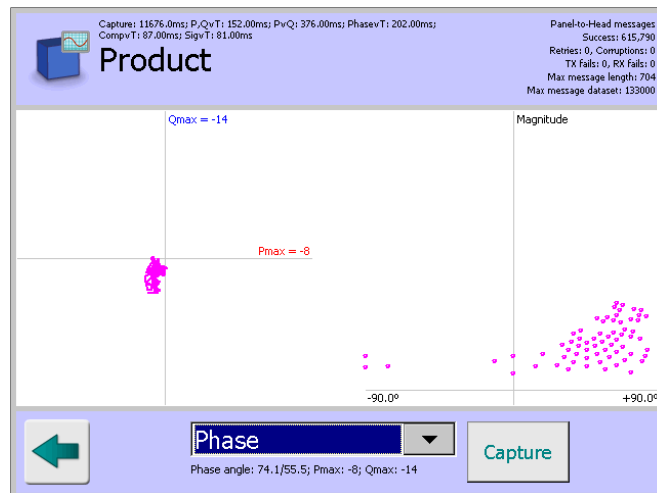 Capture: 11676.0ms; P,QvT: 152.00ms; PvQ: 376.00ms; PhasevT: 202.00ms;
CompvT: 87.00ms; SigvT: 81.00ms
Product
Panel-to-Head messages
Success: 615,790
Retries: 0, Corruptions: 0
TX fails: 0, RX fails: 0
Max message length: 704
Max message dataset: 133000
Qmax = -14
Magnitude
Pmax = -8
-90.0º
+90.0º
Phase
Capture
Phase angle: 74.1/55.5; Pmax: -8; Qmax: -14